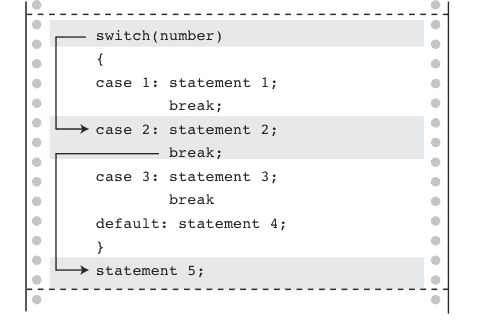 switch(number)
{
case 1: statement 1;
break;
case 2: statement 2;
break;
case 3: statement 3;
break
default: statement 4;
}
statement 5;